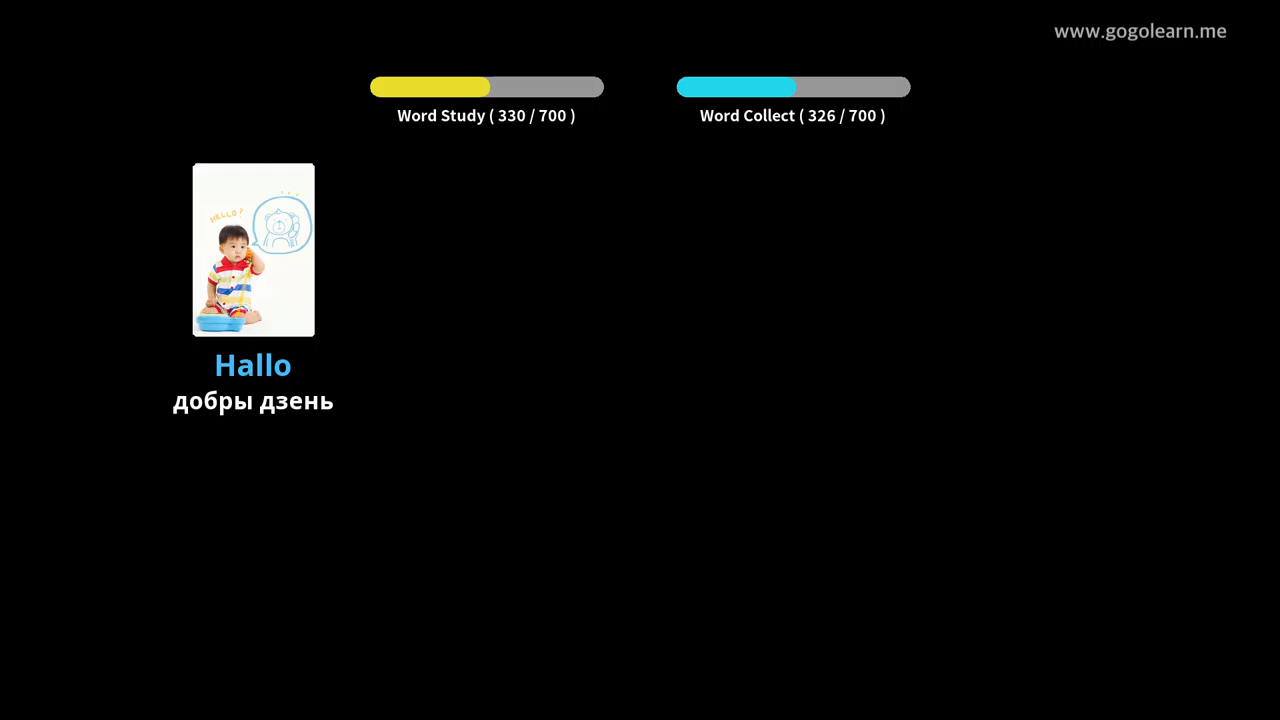 www.gogolearn.me
Word Study ( 330 / 700 )
Word Collect ( 326 / 700 )
HELLO?
Hallo
добры дзень